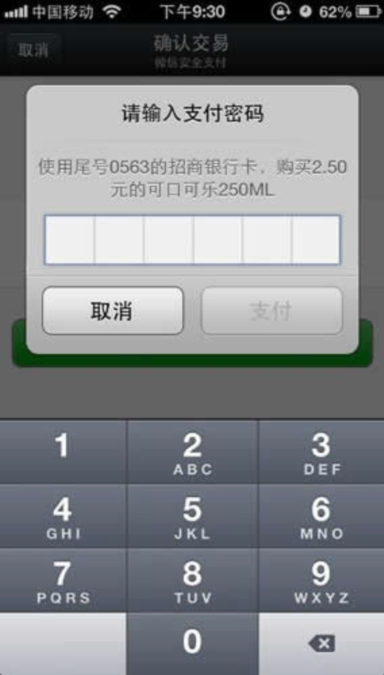 中国移动 下午9:30 62%
取消 确认交易
微信安全支付
请输入支付密码
使用尾号0563的招商银行卡，购买2.50
元的可口可乐250ML
取消 支付
1 2 3
ABC DEF
4 5 6
GHI JKL MNO
7 8 9
PQRS TUV WXYZ
0